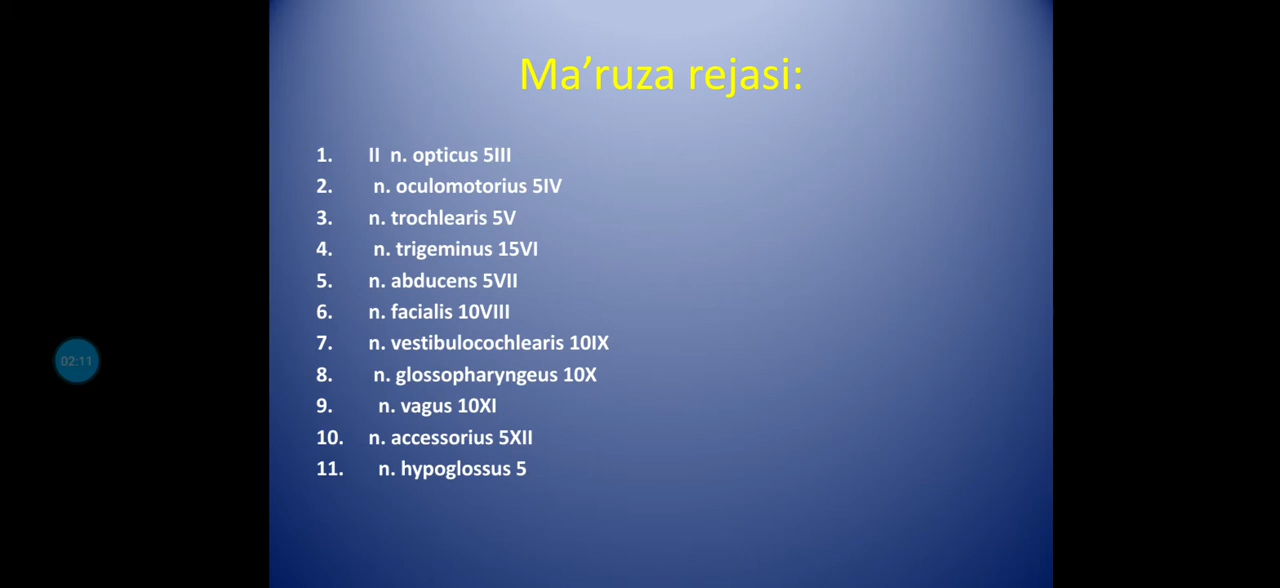 Ma’ruza rejasi:
1. II n. opticus 5III
2. n. oculomotorius 5IV
3. n. trochlearis 5V
4. n. trigeminus 15VI
5. n. abducens 5VII
6. n. facialis 10VIII
7. n. vestibulocochlearis 10IX
8. n. glossopharyngeus 10X
9. n. vagus 10XI
10. n. accessorius 5XII
11. n. hypoglossus 5
02:11